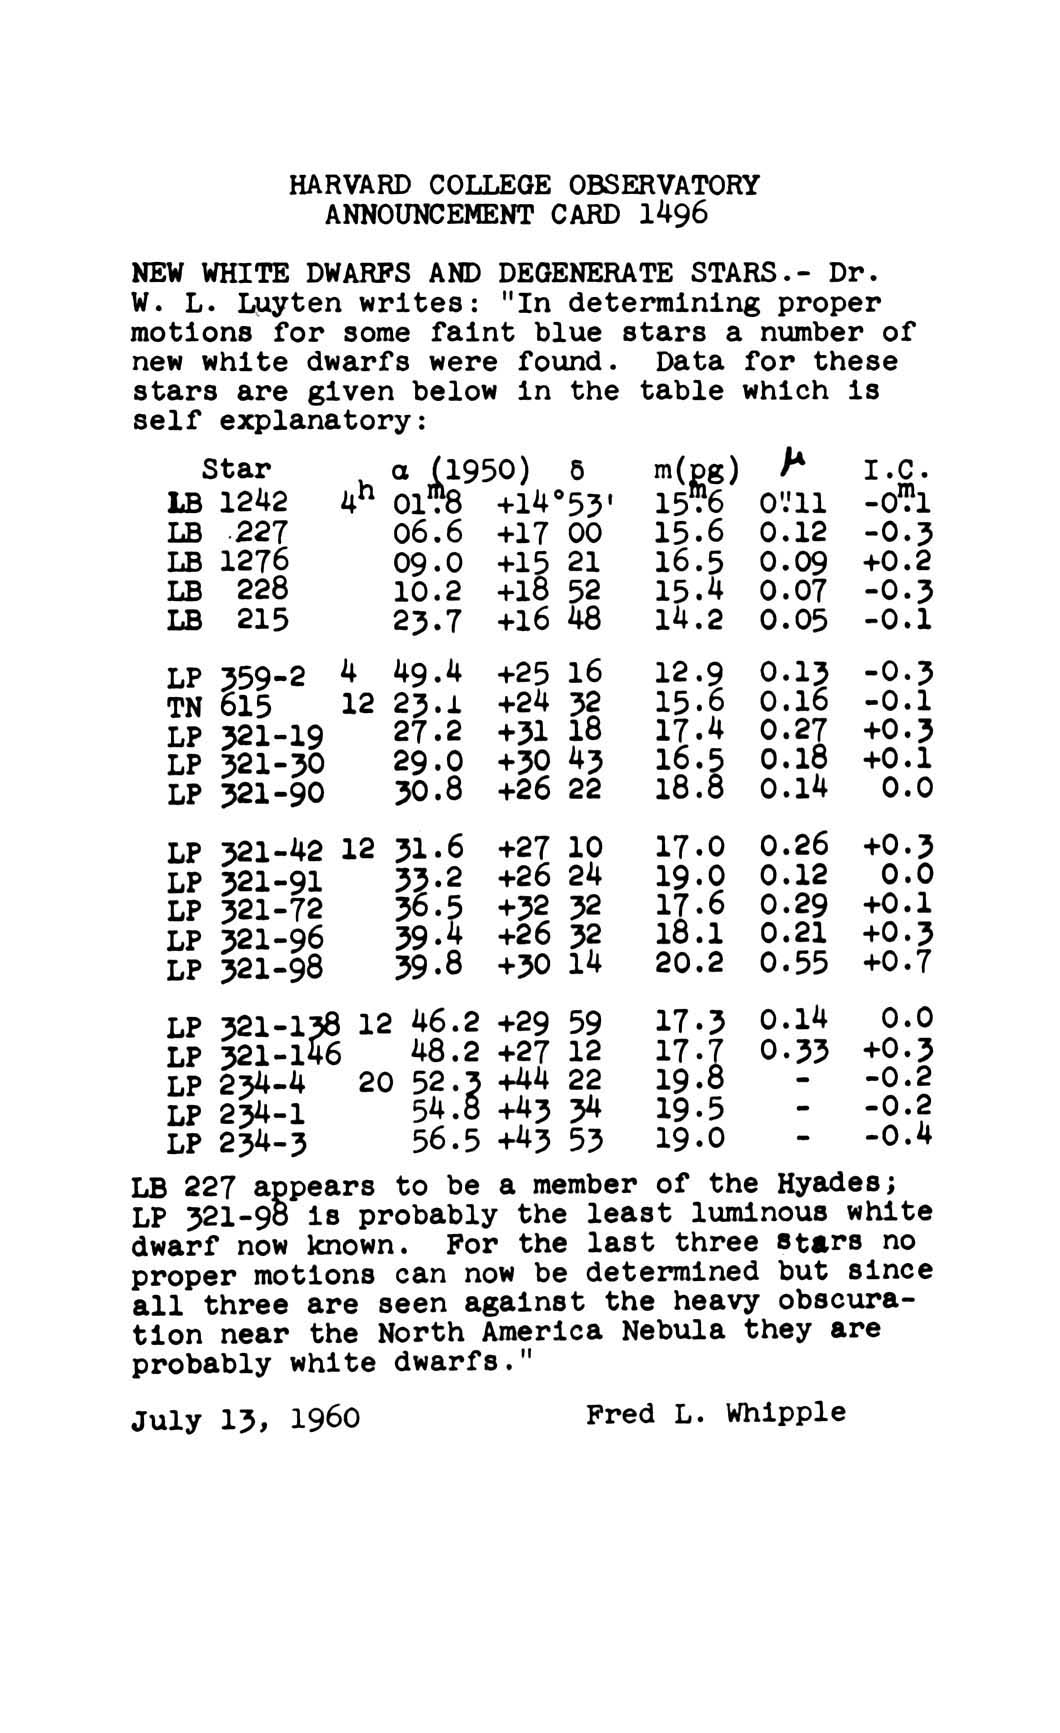 HARVARD COLLEGE OBSERVATORY
ANNOUNCEMENT CARD 1496
NEW WHITE DWARFS AND DEGENERATE STARS.- Dr.
W. L. Luyten writes: "In determining proper
motions for some faint blue stars a number of
new white dwarfs were found. Data for these
stars are given below in the table which is
self explanatory:
Star α (1950) δ m(pg) μ I.C.
LB 1242 4ʰ 01ᵐ.8 +14°53' 15ᵐ.6 0".11 -0ᵐ.1
LB 227 06.6 +17 00 15.6 0.12 -0.3
LB 1276 09.0 +15 21 16.5 0.09 +0.2
LB 228 10.2 +18 52 15.4 0.07 -0.3
LB 215 23.7 +16 48 14.2 0.05 -0.1
LP 359-2 4 49.4 +25 16 12.9 0.13 -0.3
TN 615 12 23.1 +24 32 15.6 0.16 -0.1
LP 321-19 27.2 +31 18 17.4 0.27 +0.3
LP 321-30 29.0 +30 43 16.5 0.18 +0.1
LP 321-90 30.8 +26 22 18.8 0.14 0.0
LP 321-42 12 31.6 +27 10 17.0 0.26 +0.3
LP 321-91 33.2 +26 24 19.0 0.12 0.0
LP 321-72 36.5 +32 32 17.6 0.29 +0.1
LP 321-96 39.4 +26 32 18.1 0.21 +0.3
LP 321-98 39.8 +30 14 20.2 0.55 +0.7
LP 321-138 12 46.2 +29 59 17.3 0.14 0.0
LP 321-146 48.2 +27 12 17.7 0.33 +0.3
LP 234-4 20 52.3 +44 22 19.8 - -0.2
LP 234-1 54.8 +43 34 19.5 - -0.2
LP 234-3 56.5 +43 53 19.0 - -0.4
LB 227 appears to be a member of the Hyades;
LP 321-98 is probably the least luminous white
dwarf now known. For the last three stars no
proper motions can now be determined but since
all three are seen against the heavy obscura-
tion near the North America Nebula they are
probably white dwarfs."
July 13, 1960 Fred L. Whipple